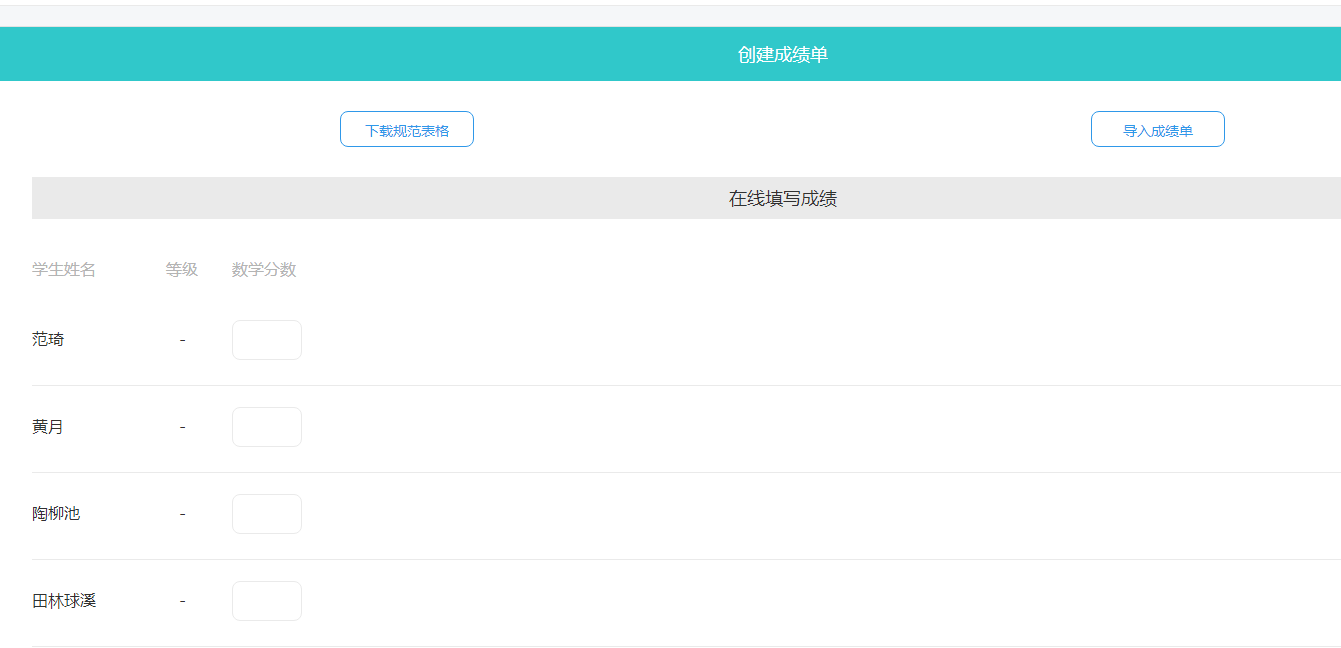 创建成绩单
下载规范表格 导入成绩单
在线填写成绩
学生姓名 等级 数学分数
范琦 -
黄月 -
陶柳池 -
田林球溪 -